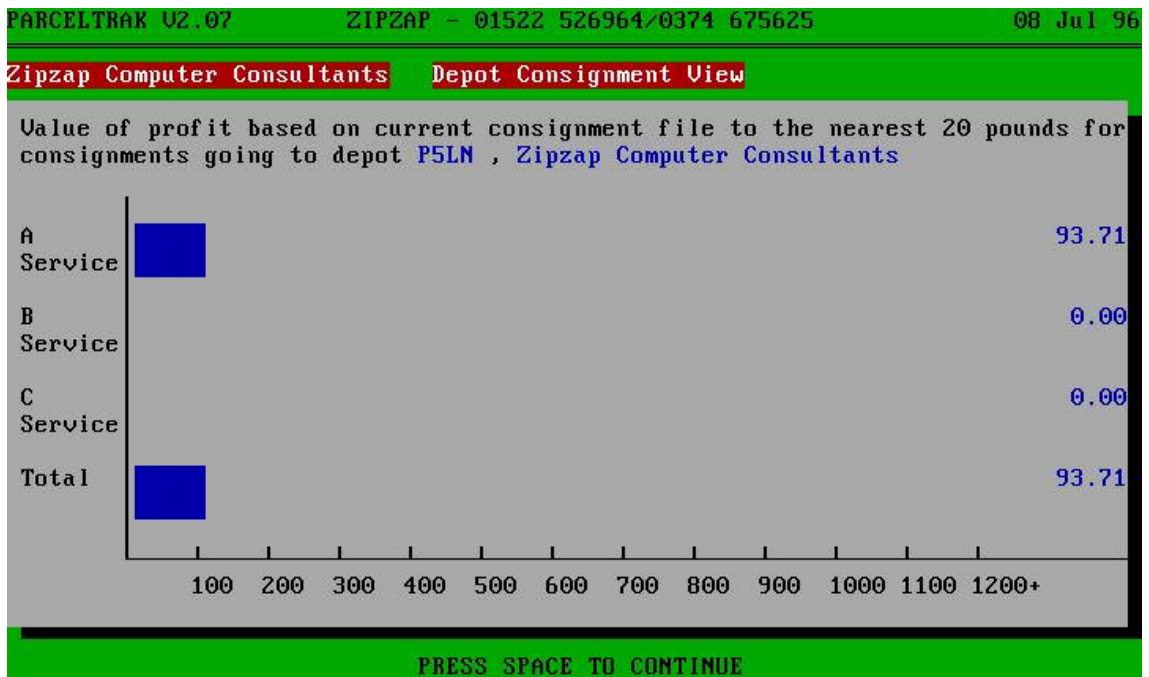 PARCELTRAK V2.07 ZIPZAP - 01522 526964/0374 675625 08 Jul 96
Zipzap Computer Consultants Depot Consignment View
Value of profit based on current consignment file to the nearest 20 pounds for
consignments going to depot P5LN , Zipzap Computer Consultants
A 93.71
Service
B 0.00
Service
C 0.00
Service
Total 93.71
100 200 300 400 500 600 700 800 900 1000 1100 1200+
PRESS SPACE TO CONTINUE